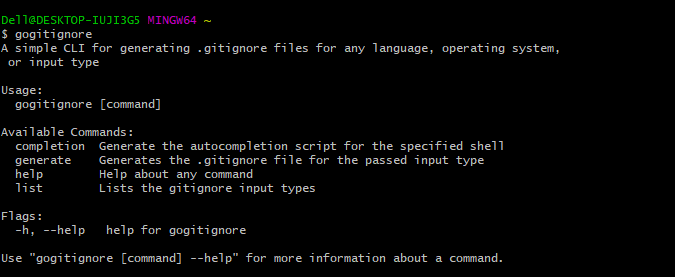 Dell@DESKTOP-IUJI3G5 MINGW64 ~
$ gogitignore
A simple CLI for generating .gitignore files for any language, operating system,
 or input type
Usage:
  gogitignore [command]
Available Commands:
  completion  Generate the autocompletion script for the specified shell
  generate    Generates the .gitignore file for the passed input type
  help        Help about any command
  list        Lists the gitignore input types
Flags:
  -h, --help   help for gogitignore
Use "gogitignore [command] --help" for more information about a command.